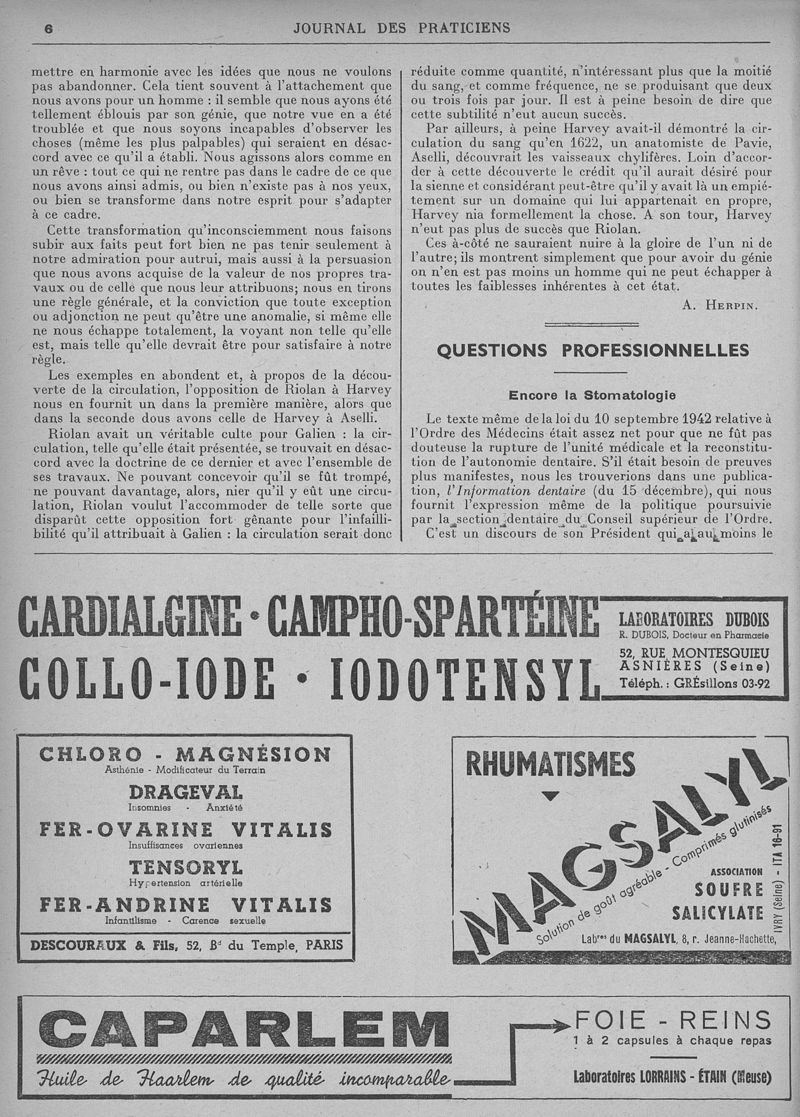 6
JOURNAL DES PRATICIENS
mettre en harmonie avec les idées que nous ne voulons
pas abandonner. Cela tient souvent à l'attachement que
nous avons pour un homme : il semble que nous ayons été
tellement éblouis par son génie, que notre vue en a été
troublée et que nous soyons incapables d'observer les
choses (même les plus palpables) qui seraient en désac-
cord avec ce qu'il a établi. Nous agissons alors comme en
un rêve : tout ce qui ne rentre pas dans le cadre de ce que
nous avons ainsi admis, ou bien n'existe pas à nos yeux,
ou bien se transforme dans notre esprit pour s'adapter
à ce cadre.
Cette transformation qu'inconsciemment nous faisons
subir aux faits peut fort bien ne pas tenir seulement à
notre admiration pour autrui, mais aussi à la persuasion
que nous avons acquise de la valeur de nos propres tra-
vaux ou de celle que nous leur attribuons; nous en tirons
une règle générale, et la conviction que toute exception
ou adjonction ne peut qu'être une anomalie, si même elle
ne nous échappe totalement, la voyant non telle qu'elle
est, mais telle qu'elle devrait être pour satisfaire à notre
règle.
Les exemples en abondent et, à propos de la décou-
verte de la circulation, l'opposition de Riolan à Harvey
nous en fournit un dans la première manière, alors que
dans la seconde nous avons celle de Harvey à Aselli.
Riolan avait un véritable culte pour Galien : la cir-
culation, telle qu'elle était présentée, se trouvait en désac-
cord avec la doctrine de ce dernier et avec l'ensemble de
ses travaux. Ne pouvant concevoir qu'il se fût trompé,
ne pouvant davantage, alors, nier qu'il y eût une circu-
lation, Riolan voulut l'accommoder de telle sorte que
disparût cette opposition fort gênante pour l'infailli-
bilité qu'il attribuait à Galien : la circulation serait donc
réduite comme quantité, n'intéressant plus que la moitié
du sang, et comme fréquence, ne se produisant que deux
ou trois fois par jour. Il est à peine besoin de dire que
cette subtilité n'eut aucun succès.
Par ailleurs, à peine Harvey avait-il démontré la cir-
culation du sang qu'en 1622, un anatomiste de Pavie,
Aselli, découvrait les vaisseaux chylifères. Loin d'accor-
der à cette découverte le crédit qu'il aurait désiré pour
la sienne et considérant peut-être qu'il y avait là un empié-
tement sur un domaine qui lui appartenait en propre,
Harvey nia formellement la chose. A son tour, Harvey
n'eut pas plus de succès que Riolan.
Ces à-côté ne sauraient nuire à la gloire de l'un ni de
l'autre; ils montrent simplement que pour avoir du génie
on n'en est pas moins un homme qui ne peut échapper à
toutes les faiblesses inhérentes à cet état.
A. HERPIN.
QUESTIONS PROFESSIONNELLES
Encore la Stomatologie
Le texte même de la loi du 10 septembre 1942 relative à
l'Ordre des Médecins était assez net pour que ne fût pas
douteuse la rupture de l'unité médicale et la reconstitu-
tion de l'autonomie dentaire. S'il était besoin de preuves
plus manifestes, nous les trouverions dans une publica-
tion, l'Information dentaire (du 15 décembre), qui nous
fournit l'expression même de la politique poursuivie
par la section dentaire du Conseil supérieur de l'Ordre.
C'est un discours de son Président qui a au moins le
CARDIALGINE · CAMPHO-SPARTÉINE
COLLO-IODE · IODOTENSYL
LABORATOIRES DUBOIS
R. DUBOIS, Docteur en Pharmacie
52, RUE MONTESQUIEU
ASNIÈRES (Seine)
Téléph. : GRÉsillons 03-92
CHLORO - MAGNÉSION
Asthénie - Modificateur du Terrain
DRAGEVAL
Insomnies - Anxiété
FER-OVARINE VITALIS
Insuffisances ovariennes
TENSORYL
Hypertension artérielle
FER-ANDRINE VITALIS
Infantilisme - Carence sexuelle
DESCOURAUX & Fils, 52, Bd du Temple, PARIS
RHUMATISMES
MAGSALYL
Solution de goût agréable - Comprimés glutinisés
ASSOCIATION
SOUFRE
SALICYLATE
Labres du MAGSALYL, 8, r. Jeanne-Hachette,
IVRY (Seine) - ITA 16-91
CAPARLEM
Huile de Haarlem de qualité incomparable
FOIE - REINS
1 à 2 capsules à chaque repas
Laboratoires LORRAINS - ÉTAIN (Meuse)